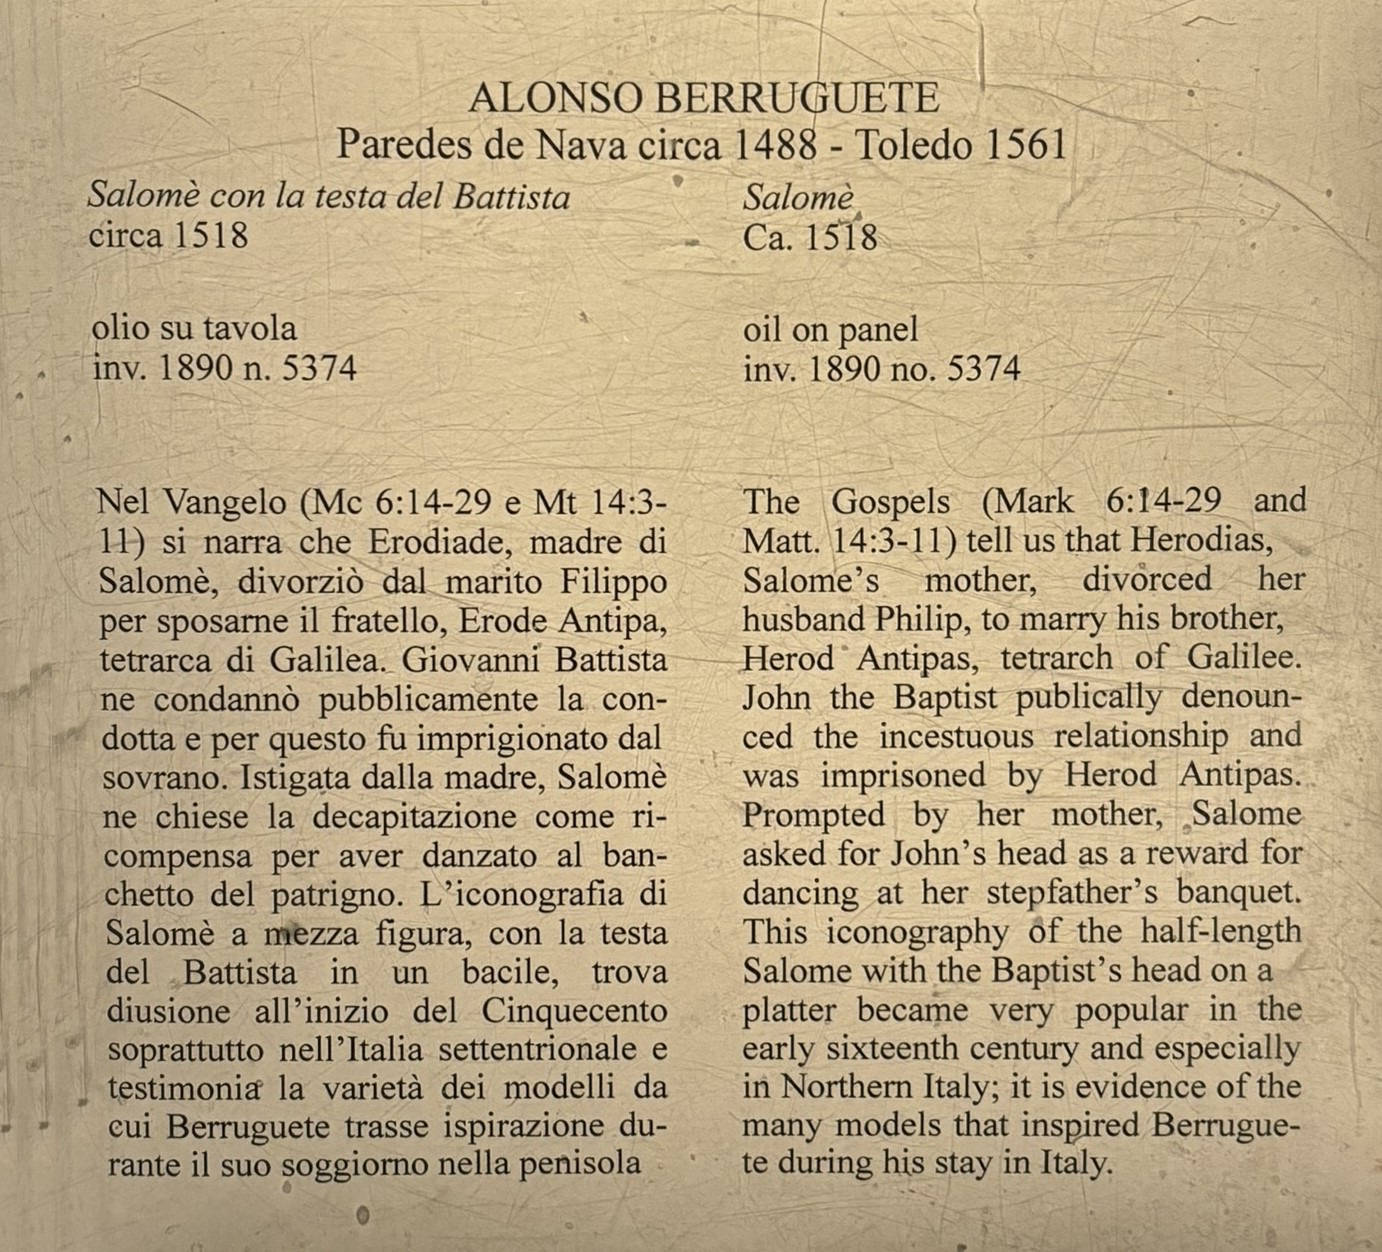 ALONSO BERRUGUETE
Paredes de Nava circa 1488 - Toledo 1561
Salomè con la testa del Battista
circa 1518
olio su tavola
inv. 1890 n. 5374
Nel Vangelo (Mc 6:14-29 e Mt 14:3-
11) si narra che Erodiade, madre di
Salomè, divorziò dal marito Filippo
per sposarne il fratello, Erode Antipa,
tetrarca di Galilea. Giovanni Battista
ne condannò pubblicamente la con-
dotta e per questo fu imprigionato dal
sovrano. Istigata dalla madre, Salomè
ne chiese la decapitazione come ri-
compensa per aver danzato al ban-
chetto del patrigno. L'iconografia di
Salomè a mezza figura, con la testa
del Battista in un bacile, trova
diusione all'inizio del Cinquecento
soprattutto nell'Italia settentrionale e
testimonia la varietà dei modelli da
cui Berruguete trasse ispirazione du-
rante il suo soggiorno nella penisola
Salomè
Ca. 1518
oil on panel
inv. 1890 no. 5374
The Gospels (Mark 6:14-29 and
Matt. 14:3-11) tell us that Herodias,
Salome's mother, divorced her
husband Philip, to marry his brother,
Herod Antipas, tetrarch of Galilee.
John the Baptist publically denoun-
ced the incestuous relationship and
was imprisoned by Herod Antipas.
Prompted by her mother, Salome
asked for John's head as a reward for
dancing at her stepfather's banquet.
This iconography of the half-length
Salome with the Baptist's head on a
platter became very popular in the
early sixteenth century and especially
in Northern Italy; it is evidence of the
many models that inspired Berrugue-
te during his stay in Italy.